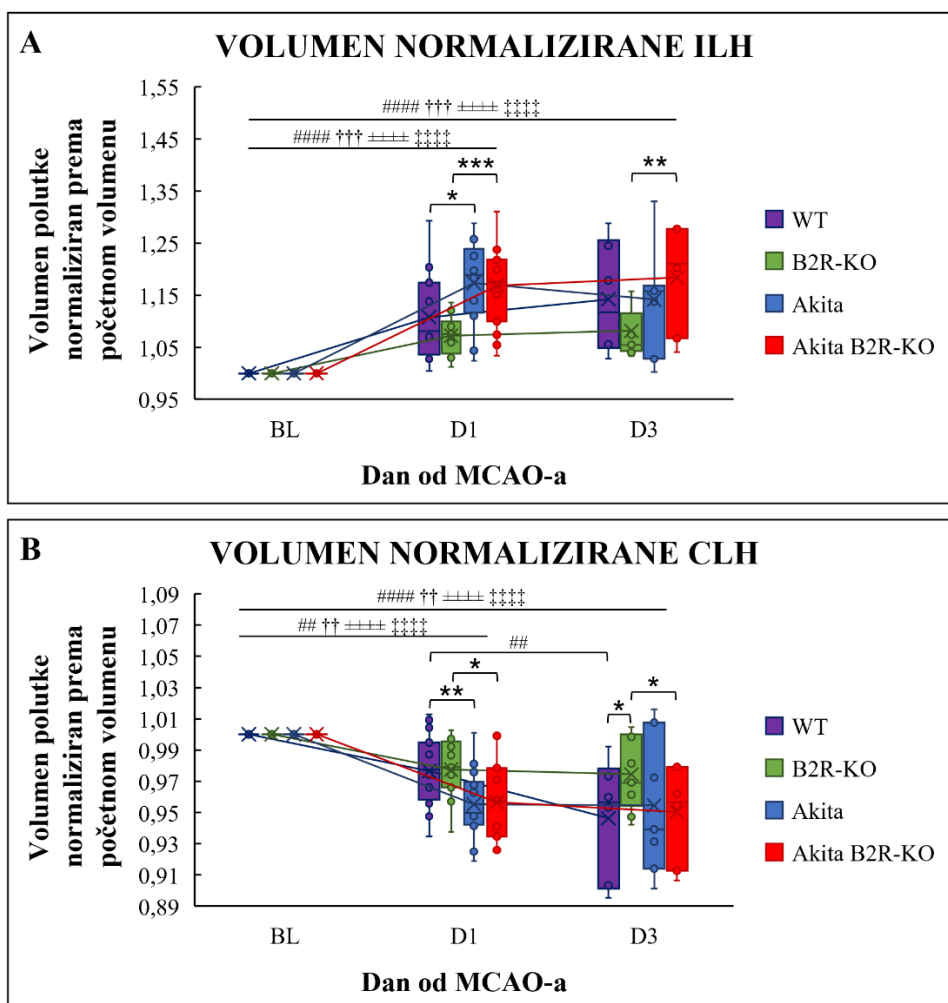 A
VOLUMEN NORMALIZIRANE ILH
Volumen polutke
normaliziran prema
početnom volumenu
1,55
1,45
1,35
1,25
1,15
1,05
0,95
#### ††† ±±±± ‡‡‡‡
#### ††† ±±±± ‡‡‡‡
* *** **
BL D1 D3
Dan od MCAO-a
WT
B2R-KO
Akita
Akita B2R-KO
B
VOLUMEN NORMALIZIRANE CLH
Volumen polutke
normaliziran prema
početnom volumenu
1,09
1,07
1,05
1,03
1,01
0,99
0,97
0,95
0,93
0,91
0,89
#### †† ±±±± ‡‡‡‡
## †† ±±±± ‡‡‡‡
##
** * * *
BL D1 D3
Dan od MCAO-a
WT
B2R-KO
Akita
Akita B2R-KO